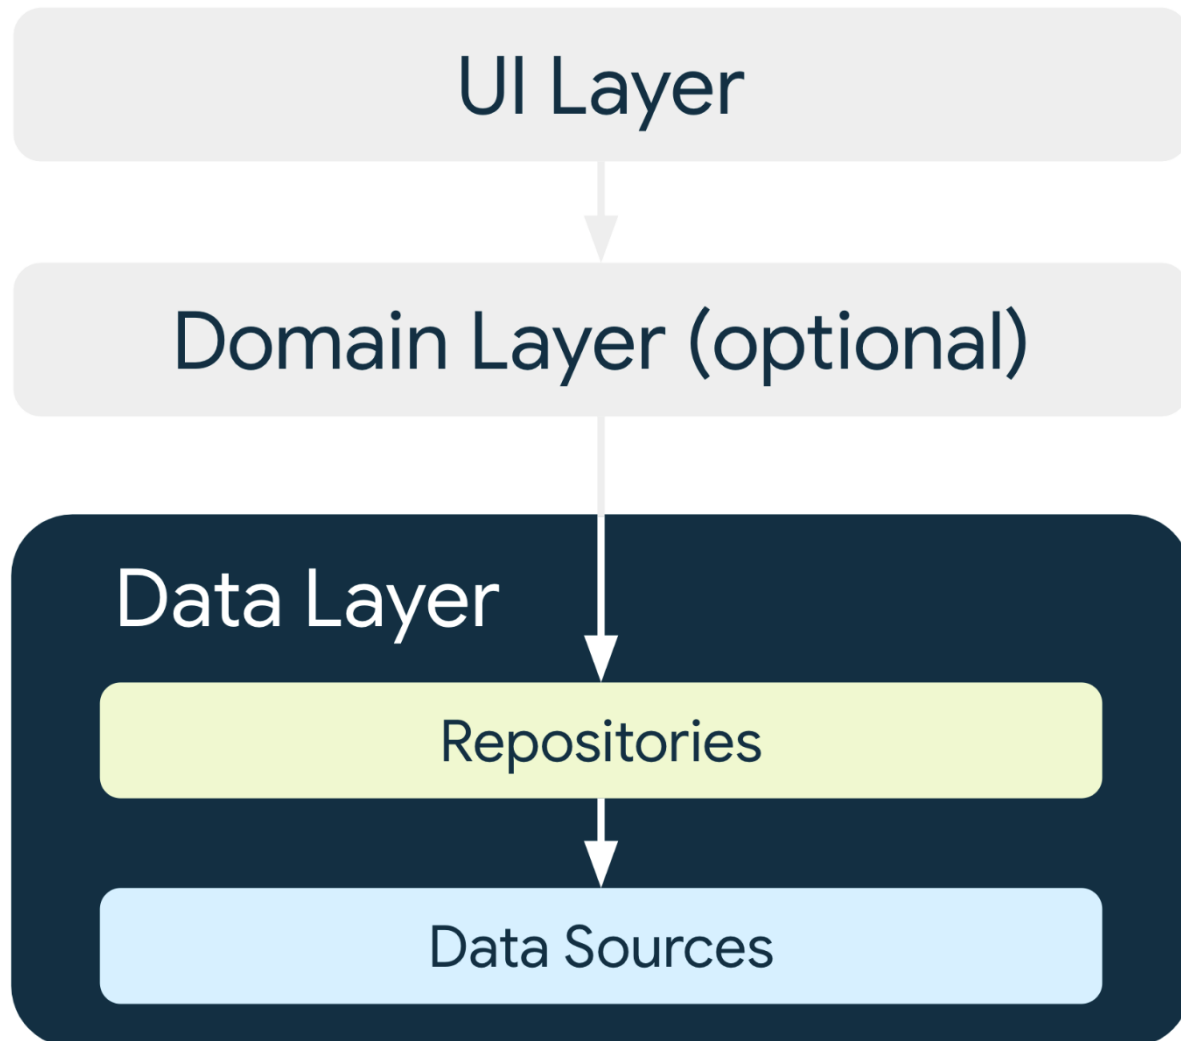 UI Layer
Domain Layer (optional)
Data Layer
Repositories
Data Sources